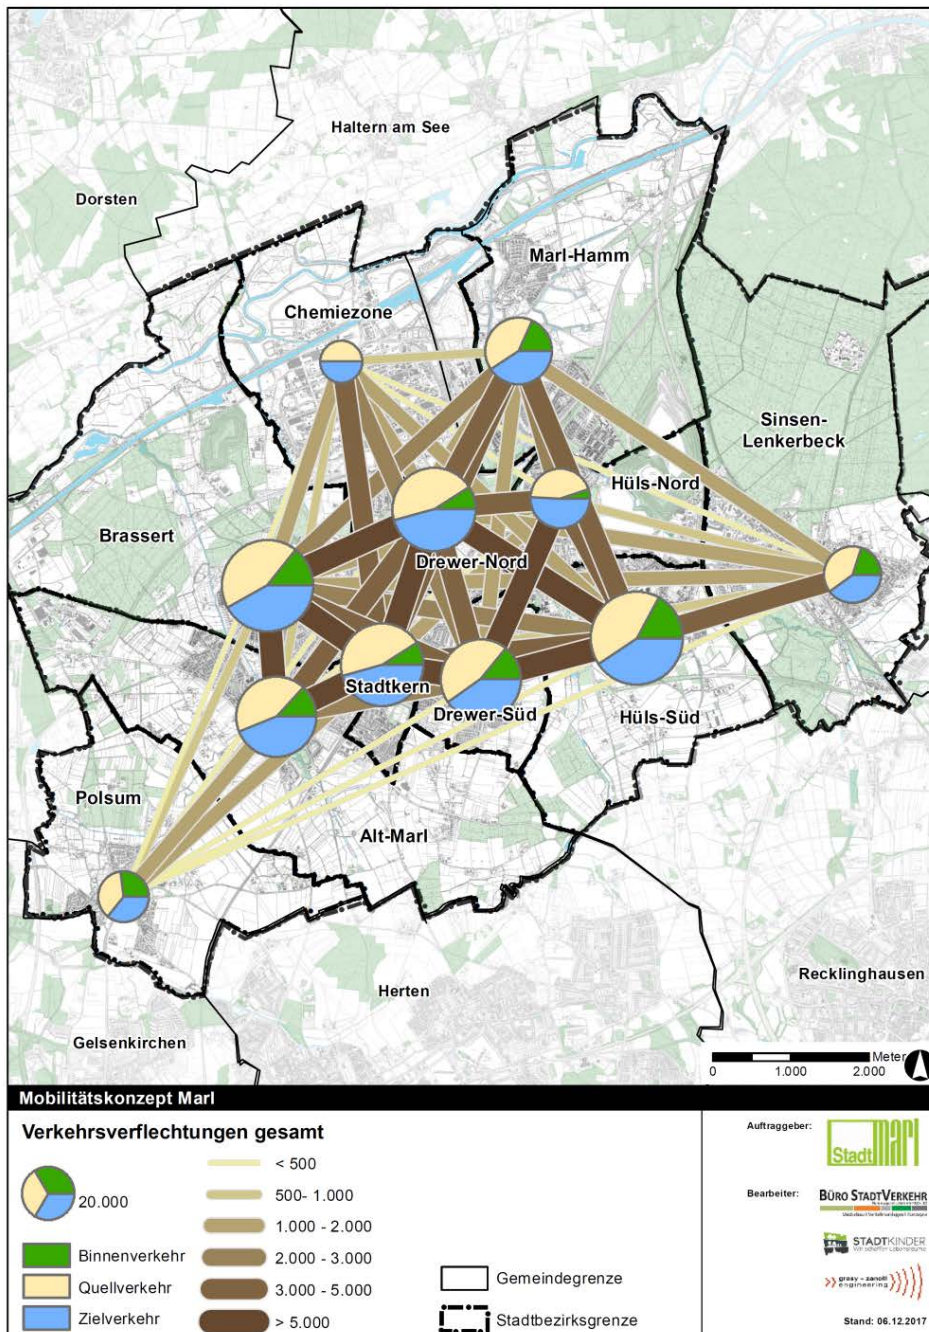 Haltern am See
Dorsten
Marl-Hamm
Chemiezone
Sinsen-
Lenkerbeck
Hüls-Nord
Brassert
Drewer-Nord
Stadtkern
Drewer-Süd
Hüls-Süd
Polsum
Alt-Marl
Recklinghausen
Herten
Gelsenkirchen
Meter
0 1.000 2.000
Mobilitätskonzept Marl
Verkehrsverflechtungen gesamt
20.000
Binnenverkehr
Quellverkehr
Zielverkehr
< 500
500- 1.000
1.000 - 2.000
2.000 - 3.000
3.000 - 5.000
> 5.000
Gemeindegrenze
Stadtbezirksgrenze
Auftraggeber:
Stadt marl
Bearbeiter:
BÜRO STADTVERKEHR
STADTKINDER
engineering
Stand: 06.12.2017